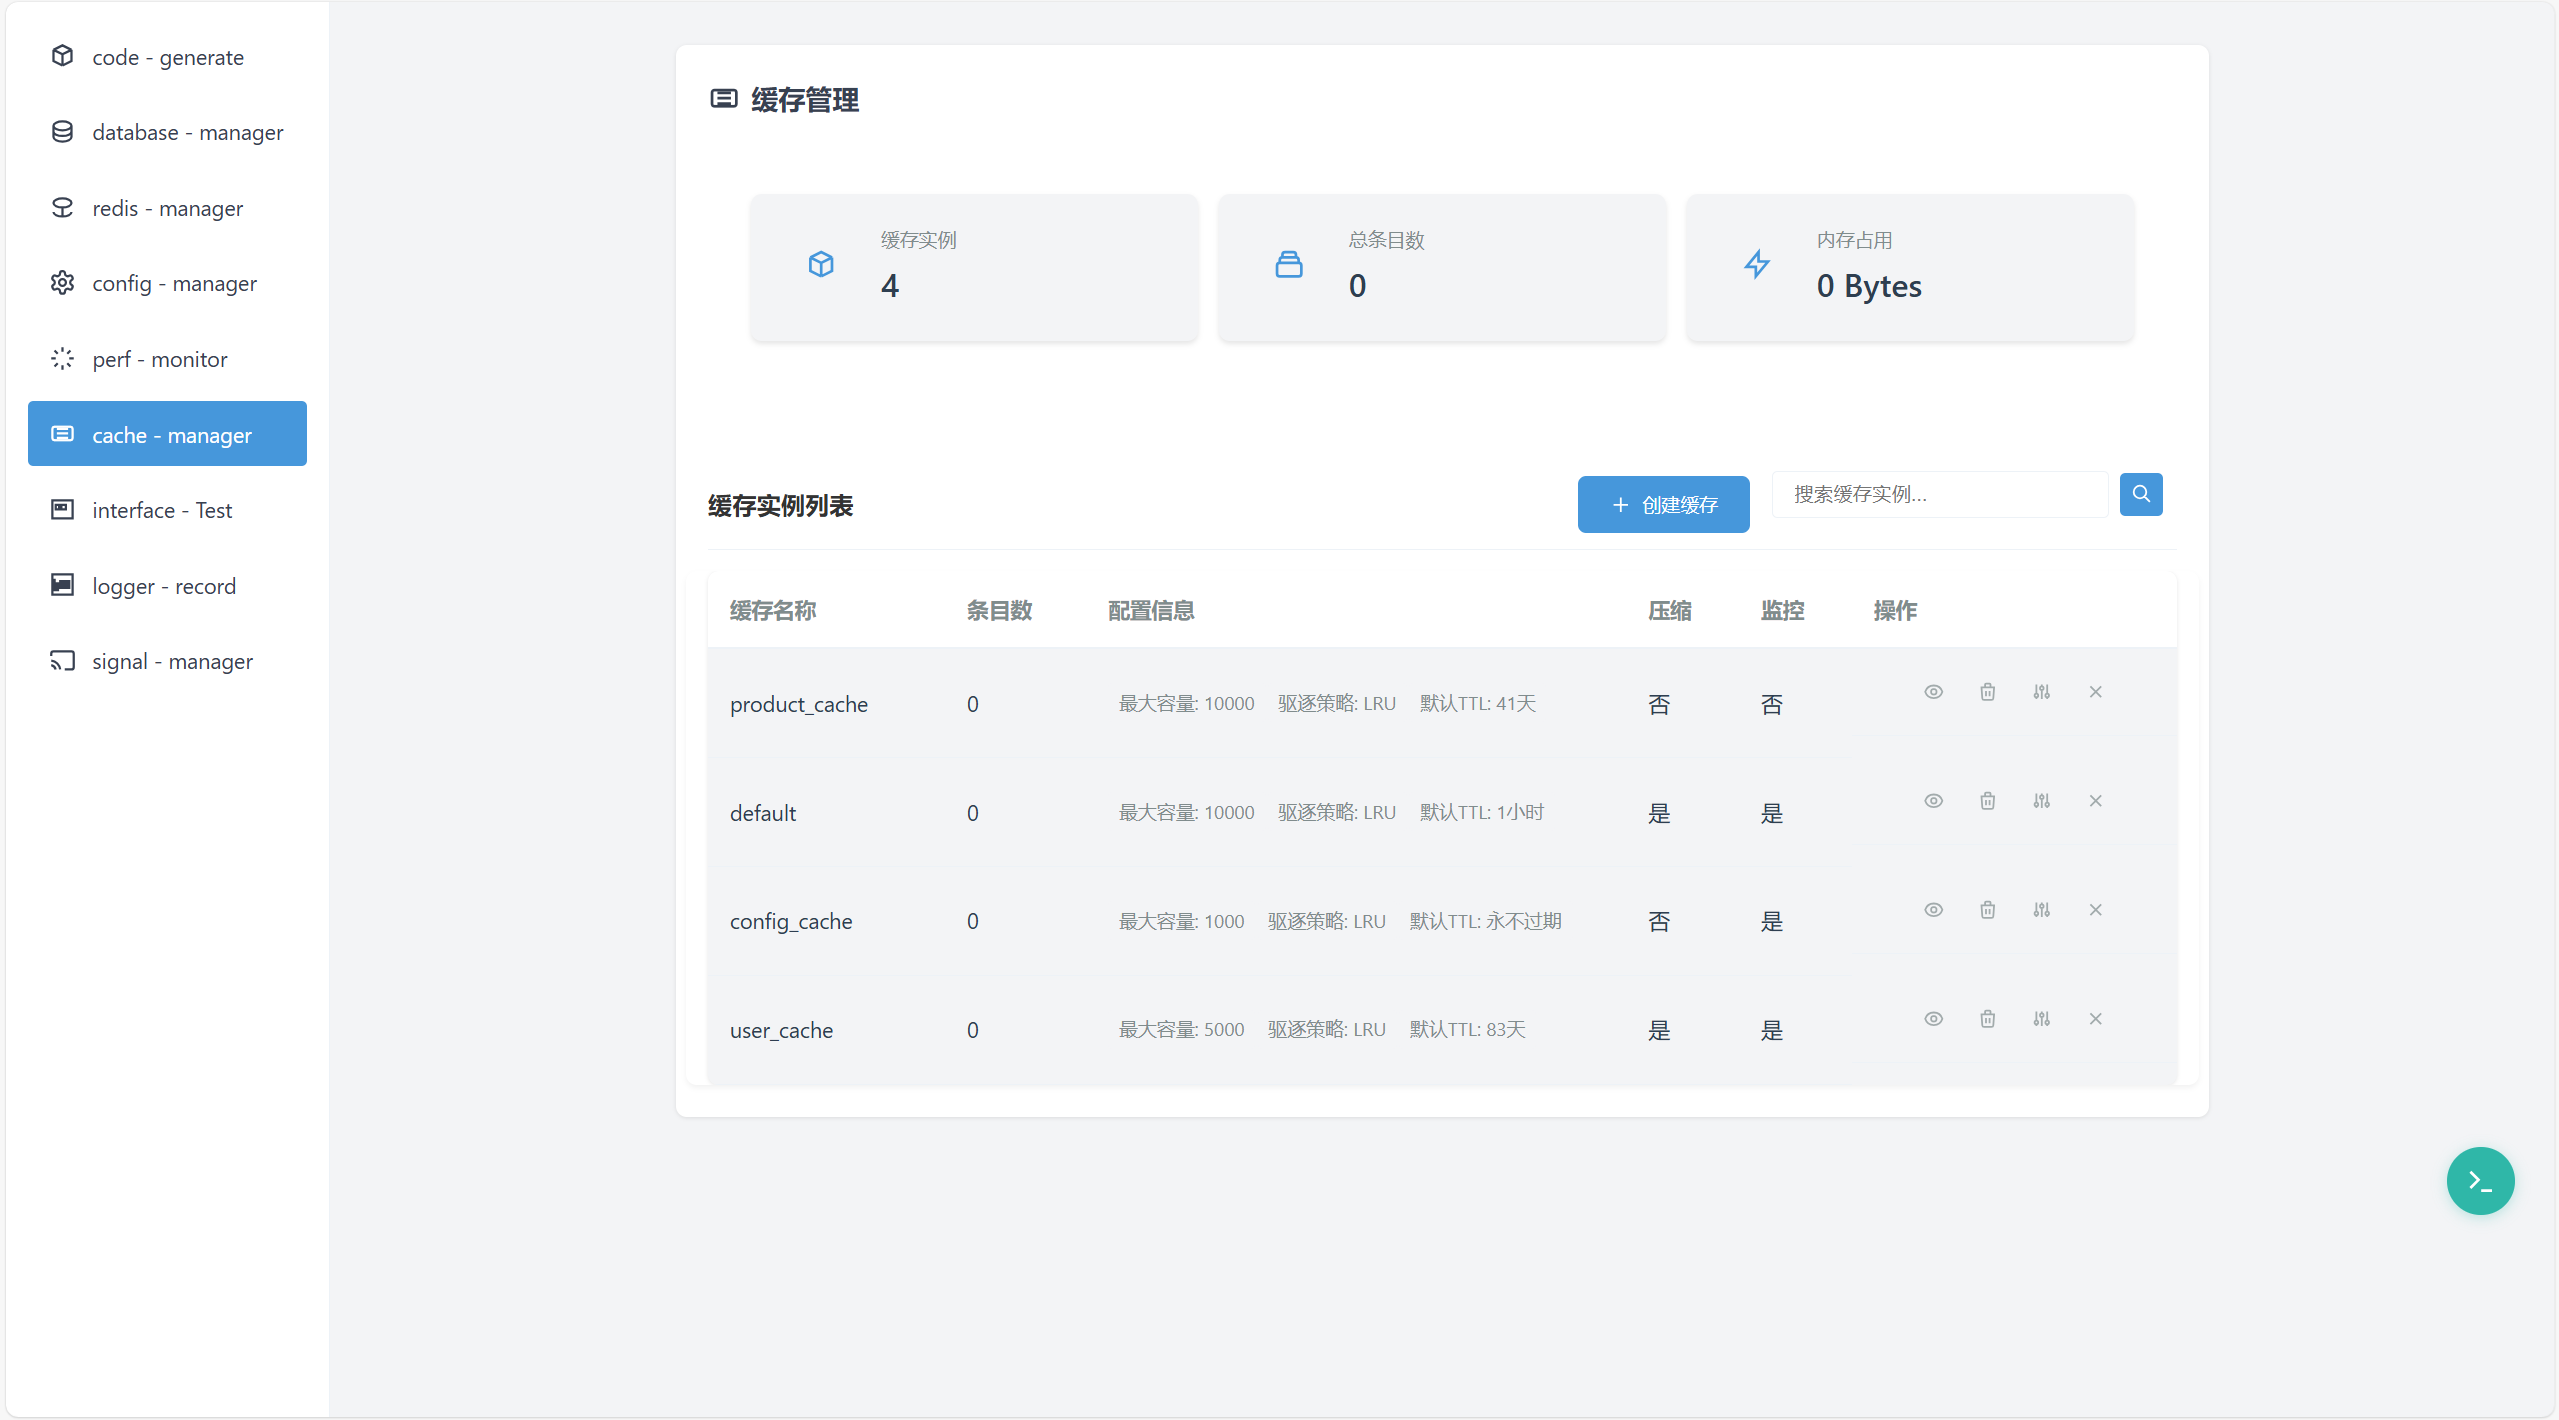 code - generate
database - manager
redis - manager
config - manager
perf - monitor
cache - manager
interface - Test
logger - record
signal - manager
缓存管理
缓存实例
4
总条目数
0
内存占用
0 Bytes
缓存实例列表
创建缓存
搜索缓存实例...
缓存名称 条目数 配置信息 压缩 监控 操作
product_cache 0 最大容量: 10000 驱逐策略: LRU 默认TTL: 41天 否 否
default 0 最大容量: 10000 驱逐策略: LRU 默认TTL: 1小时 是 是
config_cache 0 最大容量: 1000 驱逐策略: LRU 默认TTL: 永不过期 否 是
user_cache 0 最大容量: 5000 驱逐策略: LRU 默认TTL: 83天 是 是